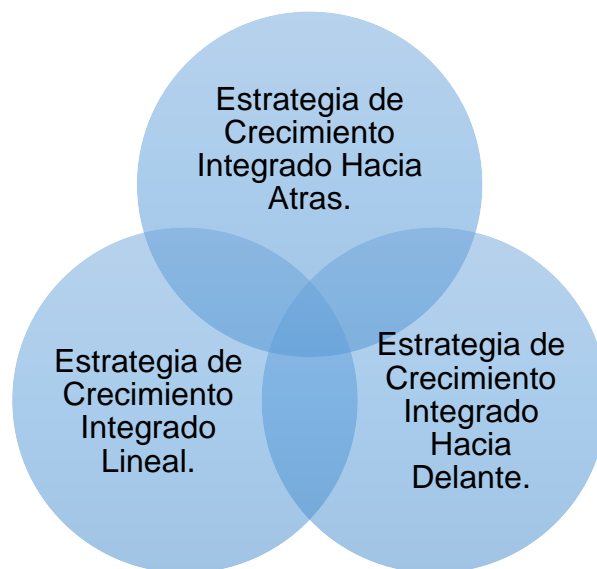 Estrategia de
Crecimiento
Integrado Hacia
Atras.
Estrategia de
Crecimiento
Integrado
Lineal.
Estrategia de
Crecimiento
Integrado
Hacia
Delante.